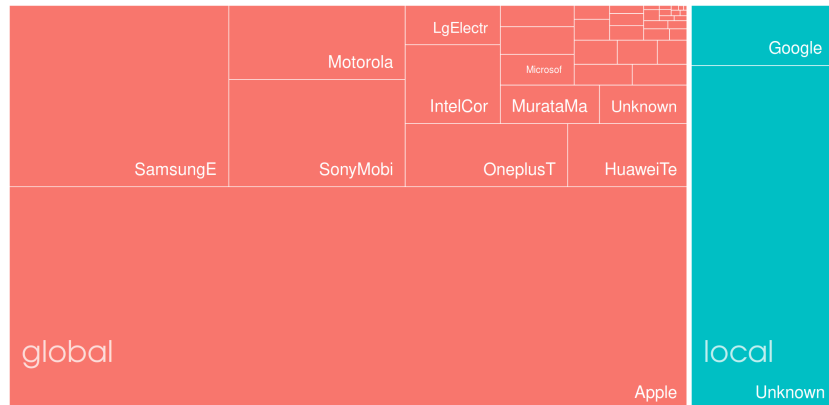 LgElectr
Motorola
Microsof
IntelCor
MurataMa
Unknown
SamsungE
SonyMobi
OneplusT
HuaweiTe
global
Apple
Google
local
Unknown